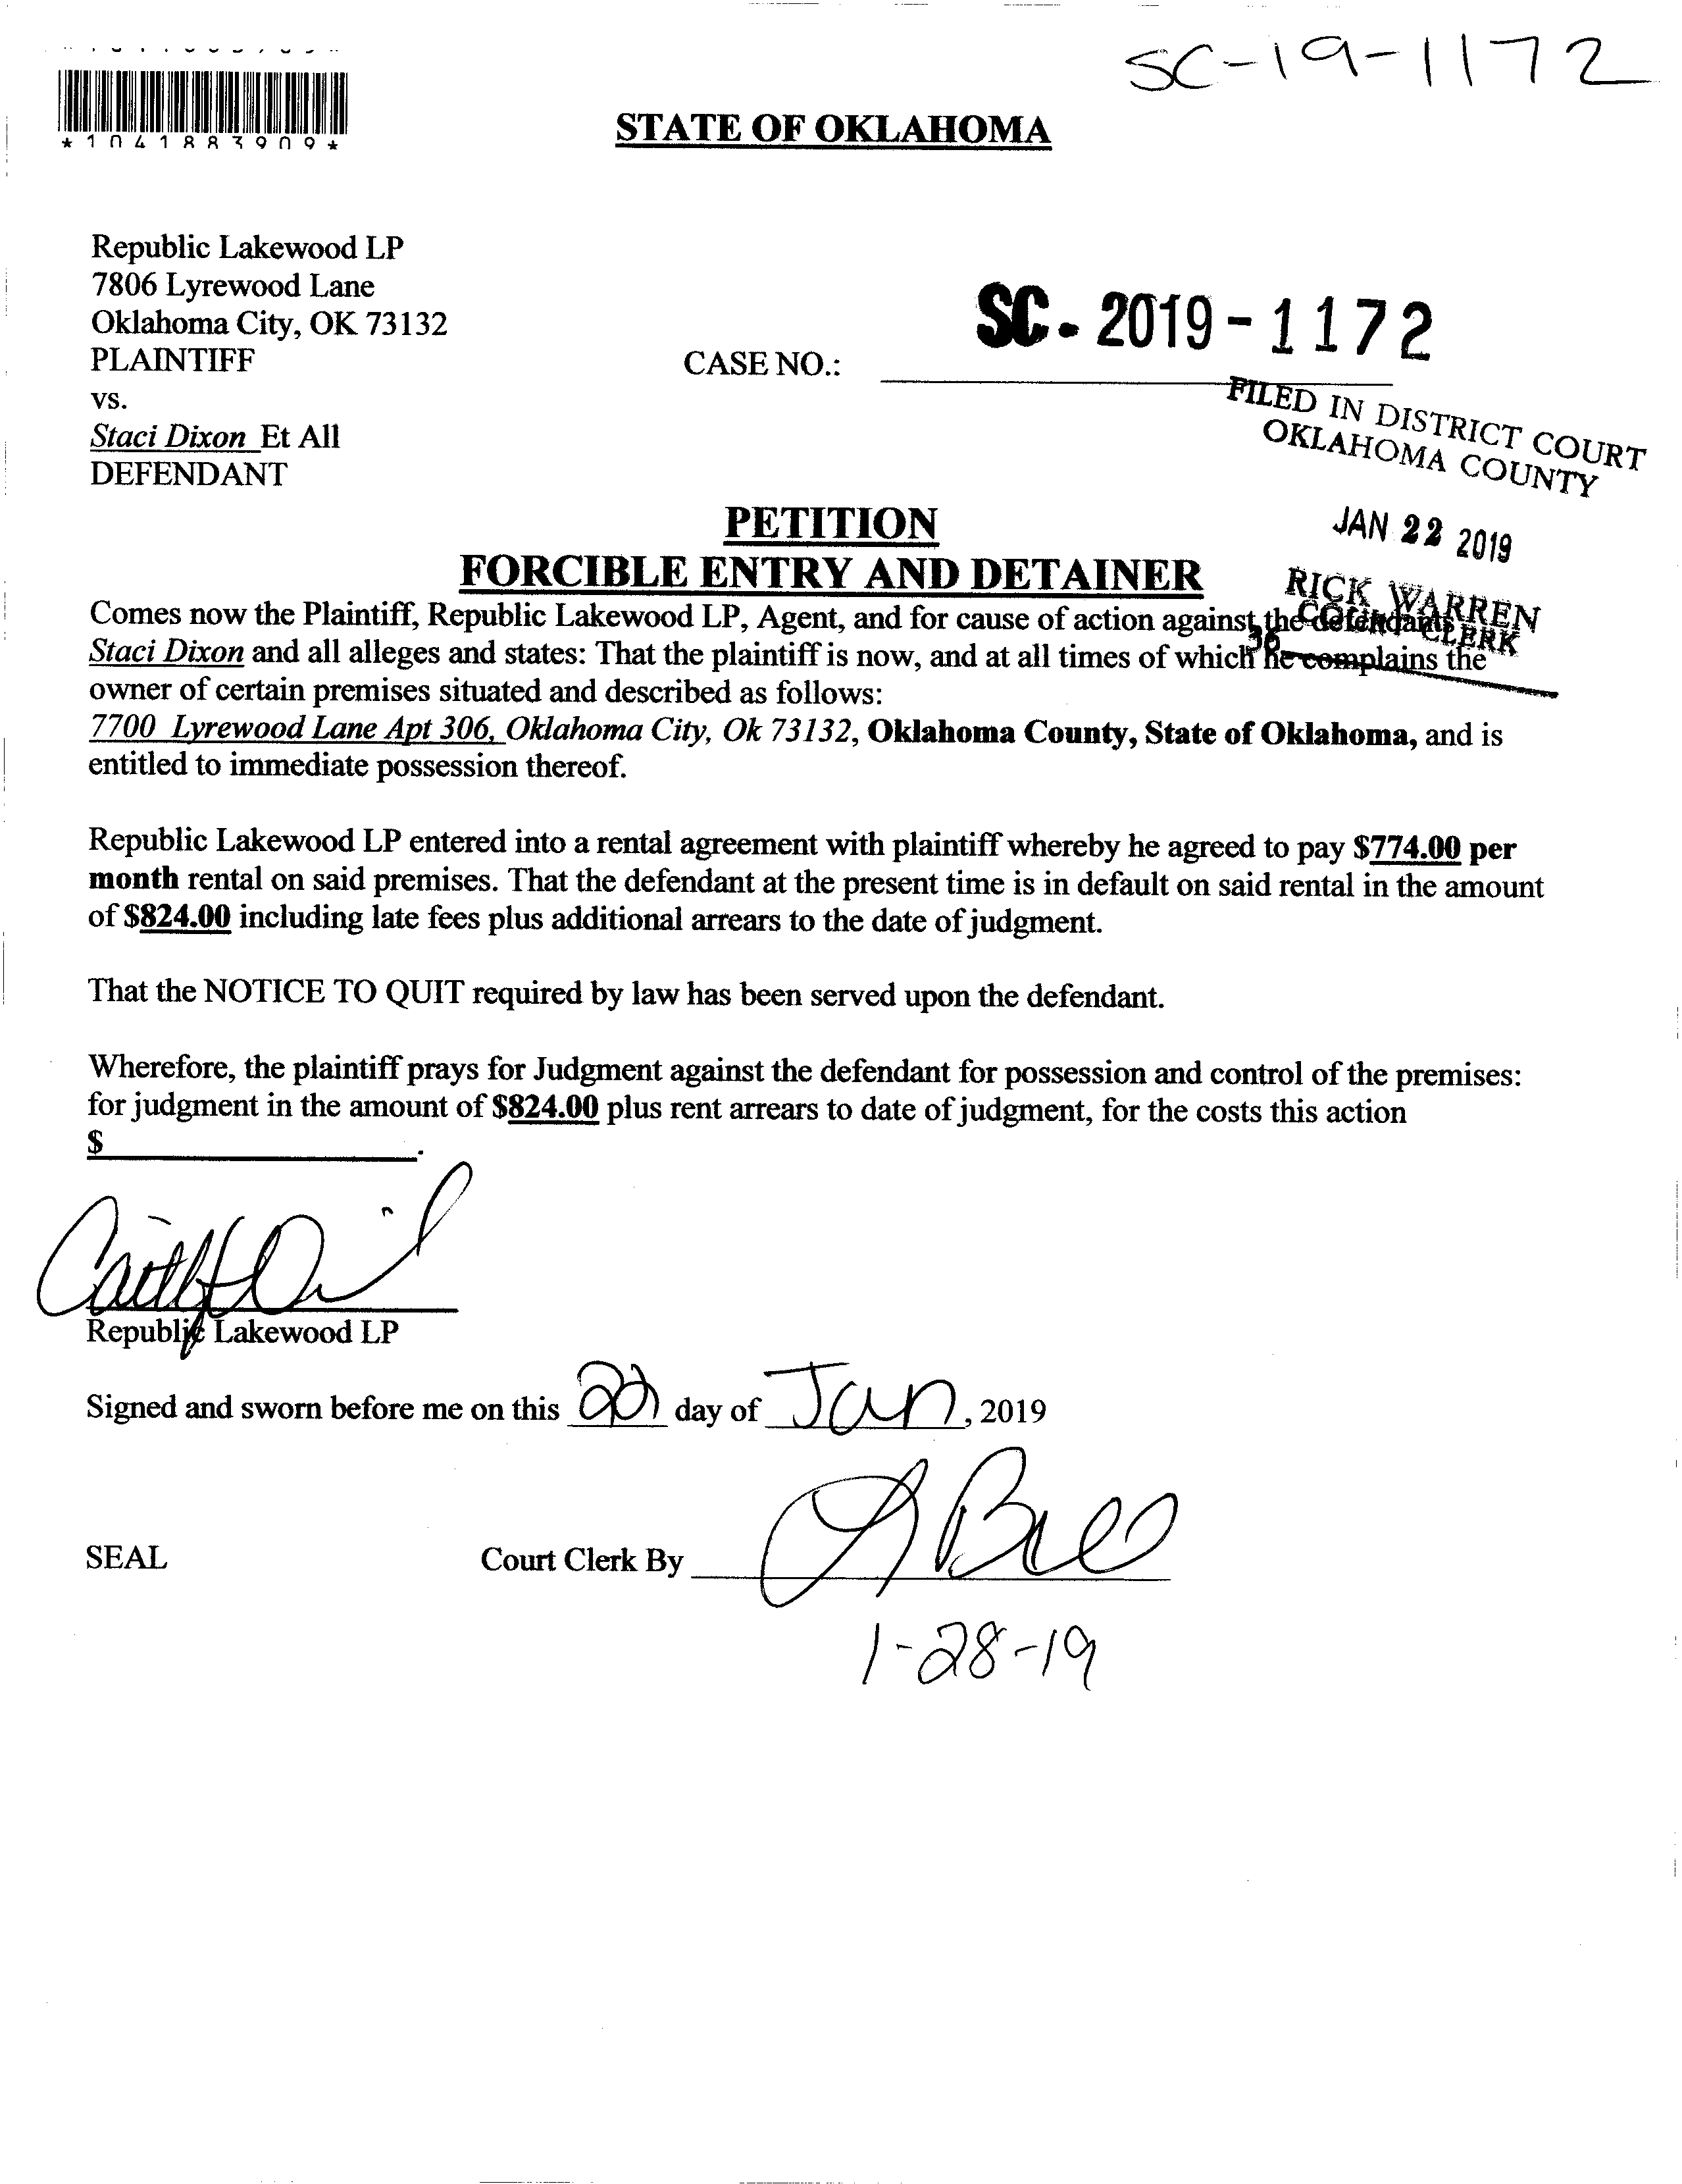 SC-19-1172
*1041883909*
STATE OF OKLAHOMA
Republic Lakewood LP
7806 Lyrewood Lane
Oklahoma City, OK 73132
PLAINTIFF
SC - 2019 - 1172
CASE NO.:
vs.
Staci Dixon Et All
DEFENDANT
FILED IN DISTRICT COURT
OKLAHOMA COUNTY
JAN 22 2019
RICK WARREN
COURT CLERK
36
PETITION
FORCIBLE ENTRY AND DETAINER
Comes now the Plaintiff, Republic Lakewood LP, Agent, and for cause of action against the defendants
Staci Dixon and all alleges and states: That the plaintiff is now, and at all times of which he complains the
owner of certain premises situated and described as follows:
7700 Lyrewood Lane Apt 306, Oklahoma City, Ok 73132, Oklahoma County, State of Oklahoma, and is
entitled to immediate possession thereof.
Republic Lakewood LP entered into a rental agreement with plaintiff whereby he agreed to pay $774.00 per
month rental on said premises. That the defendant at the present time is in default on said rental in the amount
of $824.00 including late fees plus additional arrears to the date of judgment.
That the NOTICE TO QUIT required by law has been served upon the defendant.
Wherefore, the plaintiff prays for Judgment against the defendant for possession and control of the premises:
for judgment in the amount of $824.00 plus rent arrears to date of judgment, for the costs this action
$ .
Republic Lakewood LP
Signed and sworn before me on this 22 day of Jan, 2019
SEAL Court Clerk By
1-28-19